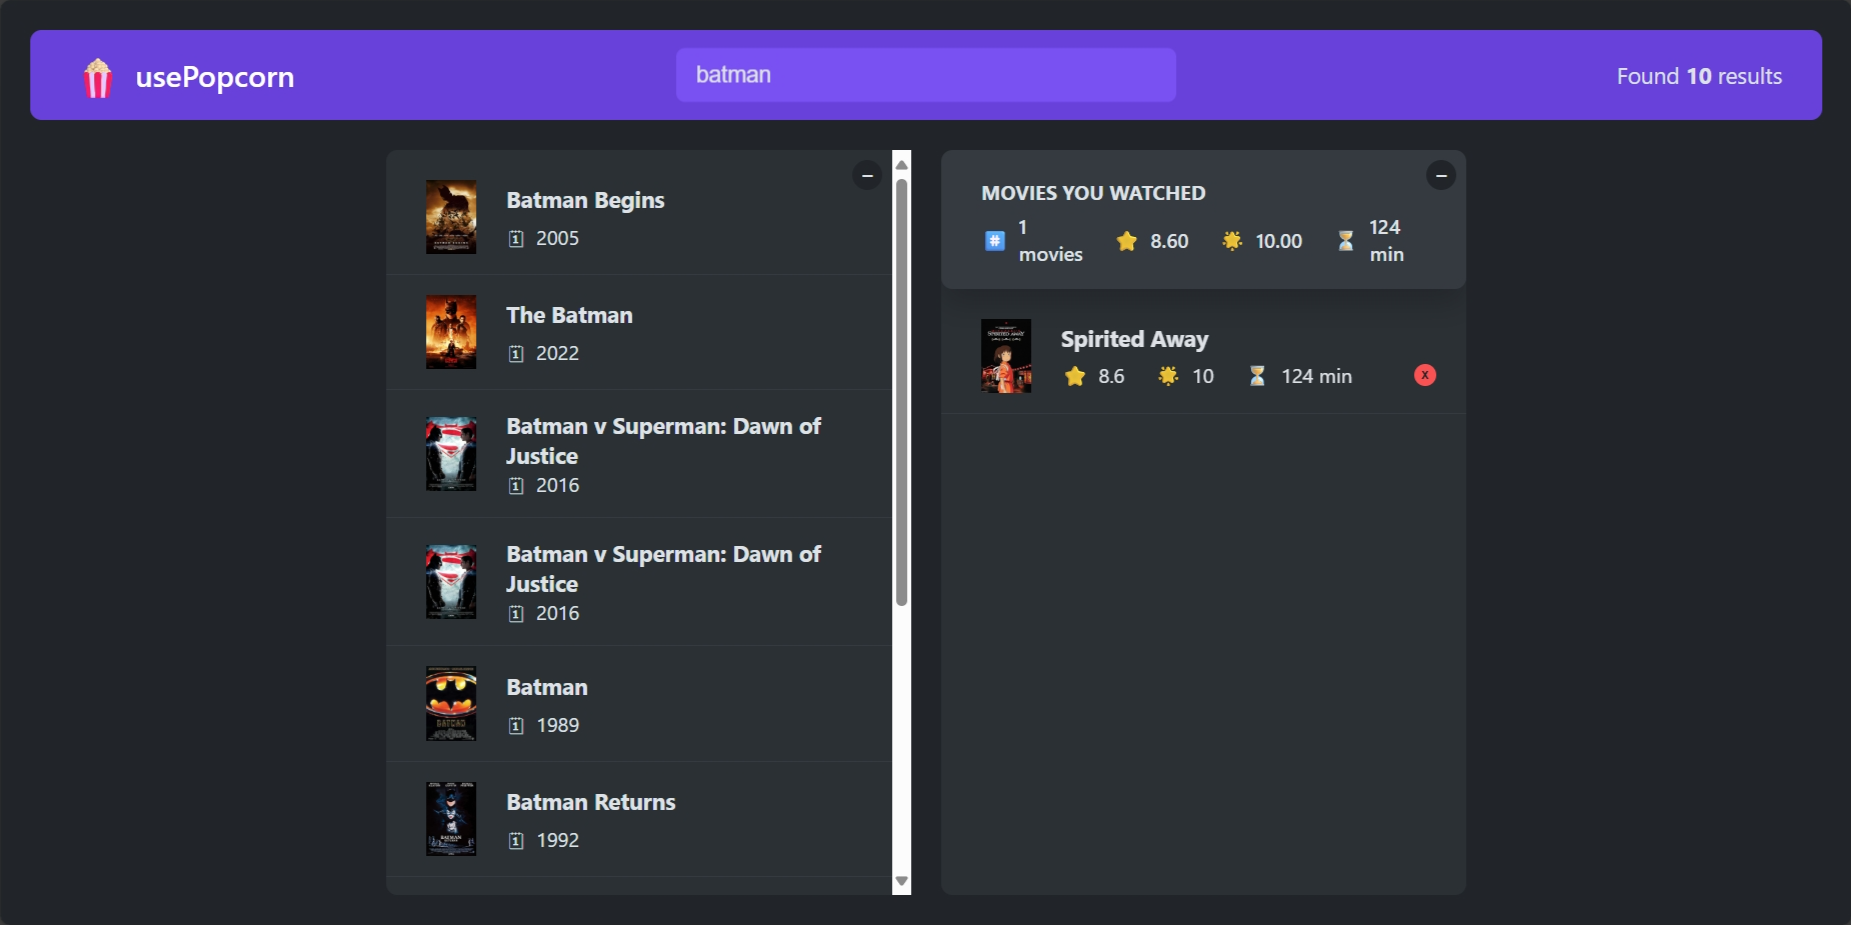 usePopcorn
batman
Found 10 results
Batman Begins
2005
The Batman
2022
Batman v Superman: Dawn of
Justice
2016
Batman v Superman: Dawn of
Justice
2016
Batman
1989
Batman Returns
1992
MOVIES YOU WATCHED
1
movies
8.60
10.00
124
min
Spirited Away
8.6
10
124 min
X